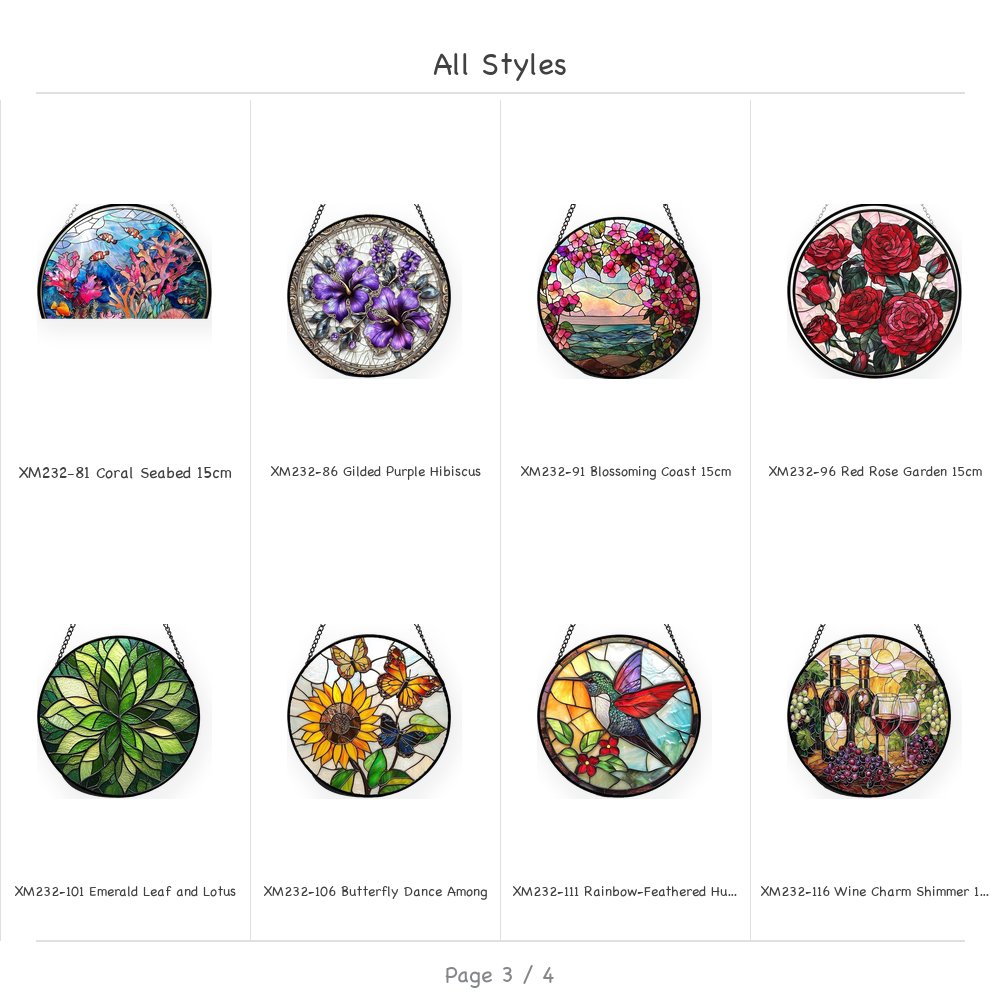 All Styles
XM232-81 Coral Seabed 15cm
XM232-86 Gilded Purple Hibiscus
XM232-91 Blossoming Coast 15cm
XM232-96 Red Rose Garden 15cm
XM232-101 Emerald Leaf and Lotus
XM232-106 Butterfly Dance Among
XM232-111 Rainbow-Feathered Hu...
XM232-116 Wine Charm Shimmer 1...
Page 3 / 4